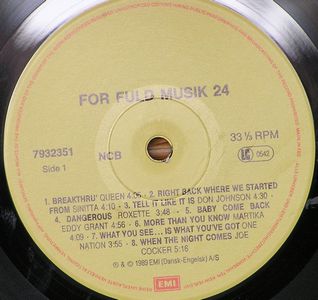 FOR FULD MUSIK 24
7932351
Side 1
NCB
33 ⅓ RPM
LC 0542
1. BREAKTHRU' QUEEN 4:05 - 2. RIGHT BACK WHERE WE STARTED
FROM SINITTA 4:10 - 3. TELL IT LIKE IT IS DON JOHNSON 4:30 -
4. DANGEROUS ROXETTE 3:48 - 5. BABY COME BACK
EDDY GRANT 3:56 - 6. MORE THAN YOU KNOW MARTIKA
4:09 - 7. WHAT YOU SEE... IS WHAT YOU'VE GOT ONE
NATION 3:55 - 8. WHEN THE NIGHT COMES JOE
COCKER 5:16
℗ & © 1989 EMI (Dansk-Engelsk) A/S
EMI